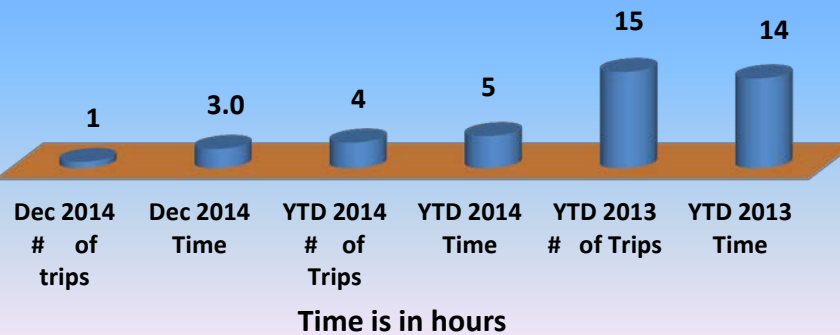 1
3.0
4
5
15
14
Dec 2014 Dec 2014 YTD 2014 YTD 2014 YTD 2013 YTD 2013
# of Time # of Time # of Trips Time
trips Trips
Time is in hours